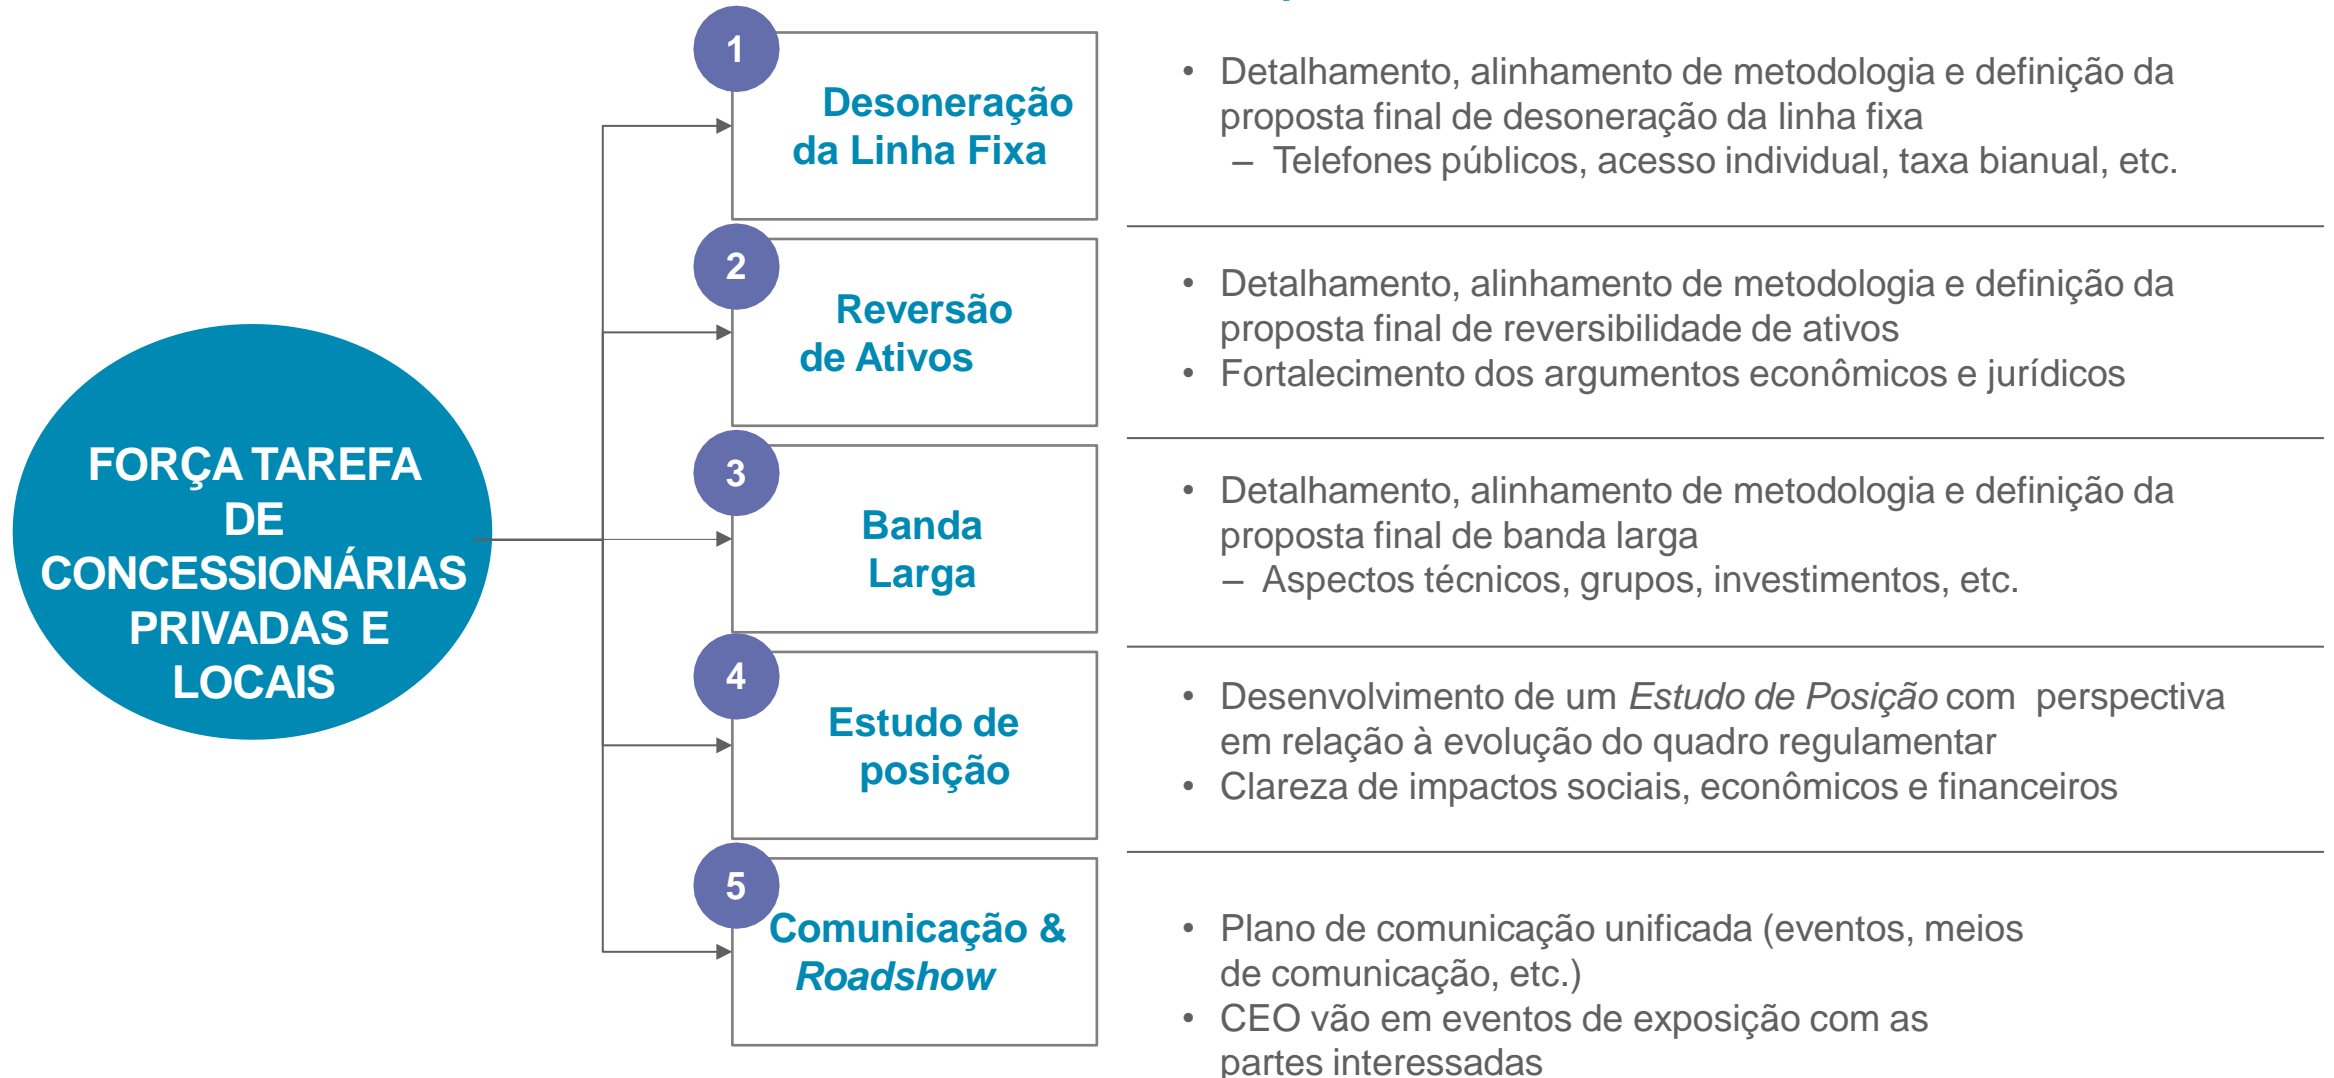 FORÇA TAREFA
DE
CONCESSIONÁRIAS
PRIVADAS E
LOCAIS
1
Desoneração
da Linha Fixa
• Detalhamento, alinhamento de metodologia e definição da
proposta final de desoneração da linha fixa
– Telefones públicos, acesso individual, taxa bianual, etc.
2
Reversão
de Ativos
• Detalhamento, alinhamento de metodologia e definição da
proposta final de reversibilidade de ativos
• Fortalecimento dos argumentos econômicos e jurídicos
3
Banda
Larga
• Detalhamento, alinhamento de metodologia e definição da
proposta final de banda larga
– Aspectos técnicos, grupos, investimentos, etc.
4
Estudo de
posição
• Desenvolvimento de um Estudo de Posição com perspectiva
em relação à evolução do quadro regulamentar
• Clareza de impactos sociais, econômicos e financeiros
5
Comunicação &
Roadshow
• Plano de comunicação unificada (eventos, meios
de comunicação, etc.)
• CEO vão em eventos de exposição com as
partes interessadas